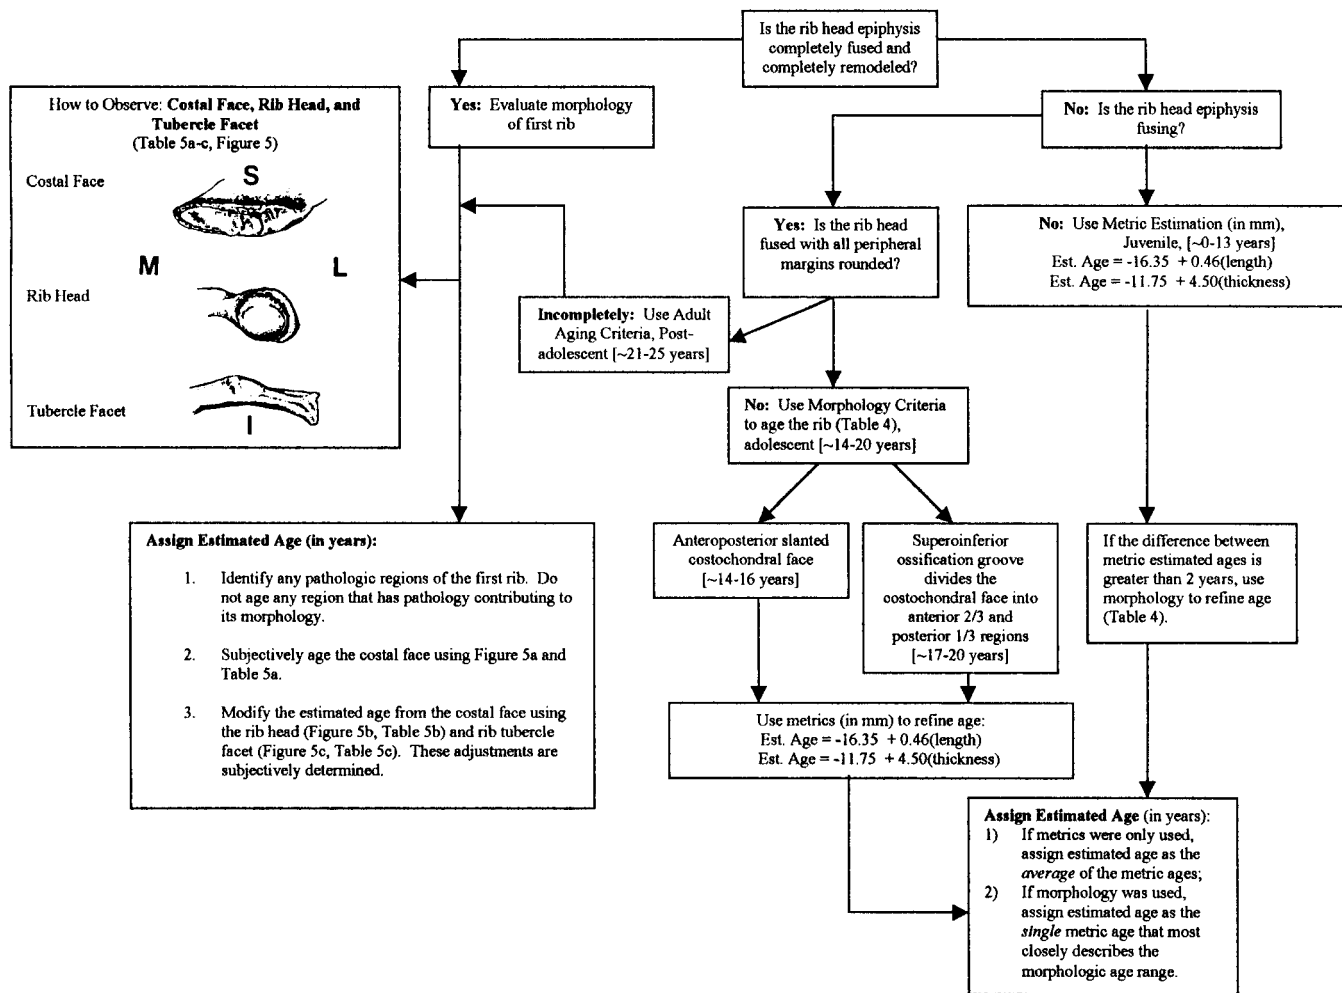 Is the rib head epiphysis
completely fused and
completely remodeled?
How to Observe: Costal Face, Rib Head, and
Tubercle Facet
(Table 5a-c, Figure 5)
Costal Face
S
M
L
Rib Head
Tubercle Facet
I
Yes: Evaluate morphology
of first rib
No: Is the rib head epiphysis
fusing?
Yes: Is the rib head
fused with all peripheral
margins rounded?
No: Use Metric Estimation (in mm),
Juvenile, [~0-13 years]
Est. Age = -16.35 + 0.46(length)
Est. Age = -11.75 + 4.50(thickness)
Incompletely: Use Adult
Aging Criteria, Post-
adolescent [~21-25 years]
No: Use Morphology Criteria
to age the rib (Table 4),
adolescent [~14-20 years]
Assign Estimated Age (in years):
1. Identify any pathologic regions of the first rib. Do
not age any region that has pathology contributing to
its morphology.
2. Subjectively age the costal face using Figure 5a and
Table 5a.
3. Modify the estimated age from the costal face using
the rib head (Figure 5b, Table 5b) and rib tubercle
facet (Figure 5c, Table 5c). These adjustments are
subjectively determined.
Anteroposterior slanted
costochondral face
[~14-16 years]
Superoinferior
ossification groove
divides the
costochondral face into
anterior 2/3 and
posterior 1/3 regions
[~17-20 years]
If the difference between
metric estimated ages is
greater than 2 years, use
morphology to refine age
(Table 4).
Use metrics (in mm) to refine age:
Est. Age = -16.35 + 0.46(length)
Est. Age = -11.75 + 4.50(thickness)
Assign Estimated Age (in years):
1) If metrics were only used,
assign estimated age as the
average of the metric ages;
2) If morphology was used,
assign estimated age as the
single metric age that most
closely describes the
morphologic age range.